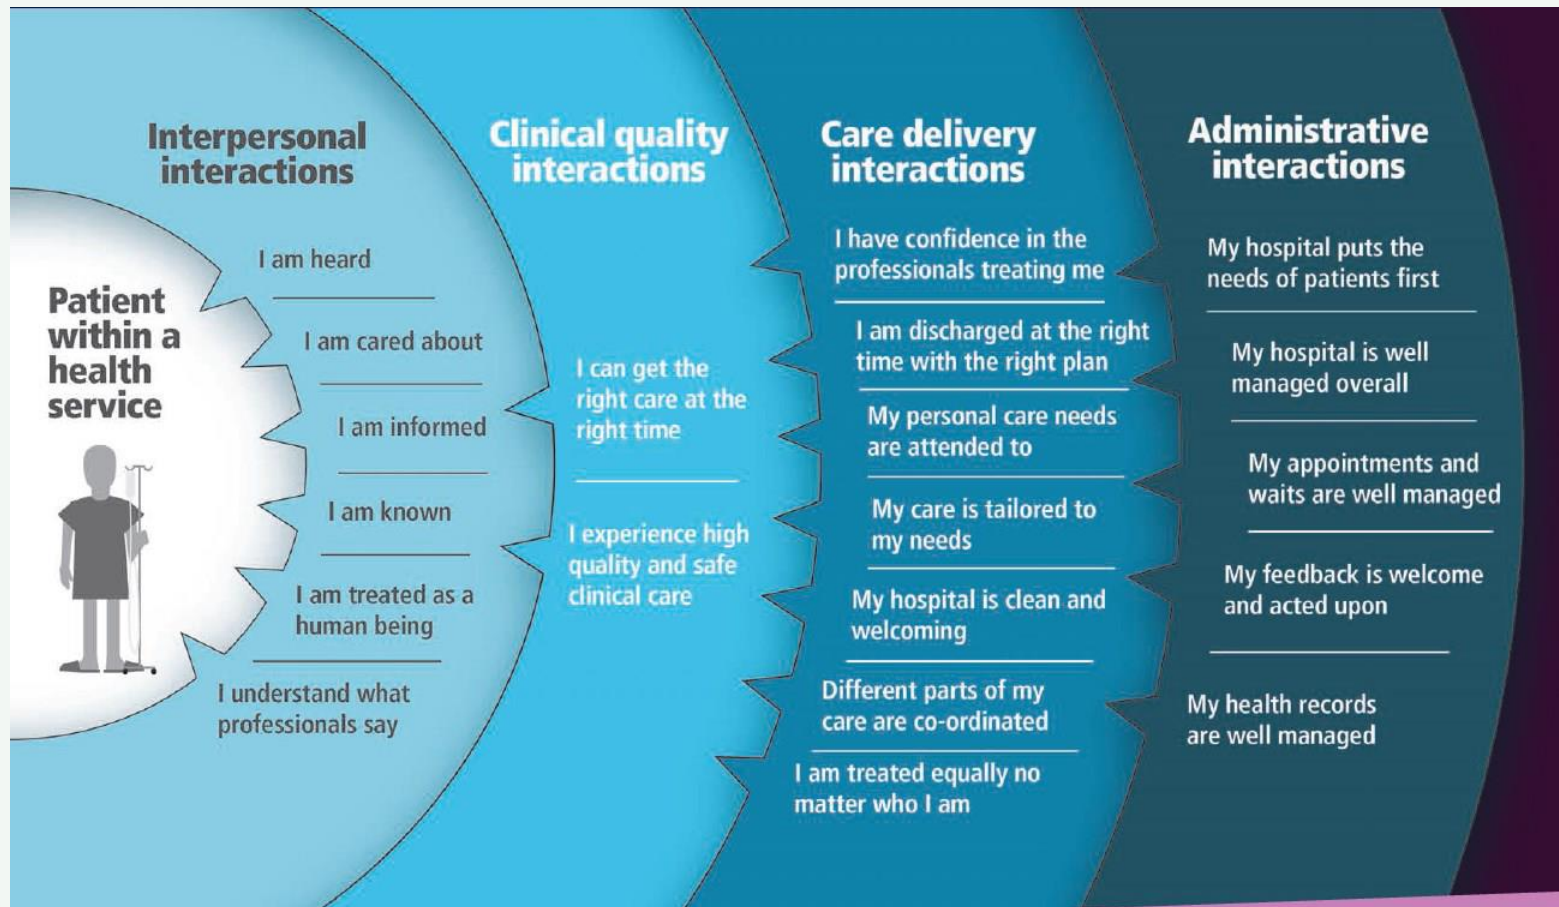 Patient
within a
health
service
Interpersonal
interactions
I am heard
I am cared about
I am informed
I am known
I am treated as a
human being
I understand what
professionals say
Clinical quality
interactions
I can get the
right care at the
right time
I experience high
quality and safe
clinical care
Care delivery
interactions
I have confidence in the
professionals treating me
I am discharged at the right
time with the right plan
My personal care needs
are attended to
My care is tailored to
my needs
My hospital is clean and
welcoming
Different parts of my
care are co-ordinated
I am treated equally no
matter who I am
Administrative
interactions
My hospital puts the
needs of patients first
My hospital is well
managed overall
My appointments and
waits are well managed
My feedback is welcome
and acted upon
My health records
are well managed